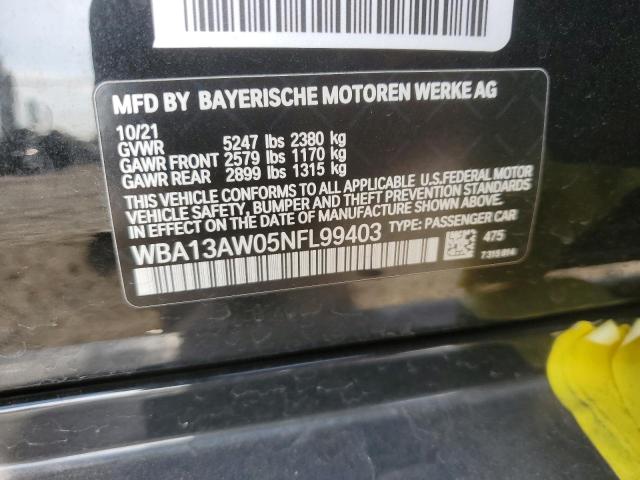 MFD BY BAYERISCHE MOTOREN WERKE AG
10/21
GVWR 5247 lbs 2380 kg
GAWR FRONT 2579 lbs 1170 kg
GAWR REAR 2899 lbs 1315 kg
THIS VEHICLE CONFORMS TO ALL APPLICABLE U.S.FEDERAL MOTOR
VEHICLE SAFETY, BUMPER, AND THEFT PREVENTION STANDARDS
IN EFFECT ON THE DATE OF MANUFACTURE SHOWN ABOVE.
WBA13AW05NFL99403 TYPE: PASSENGER CAR
475
7315014